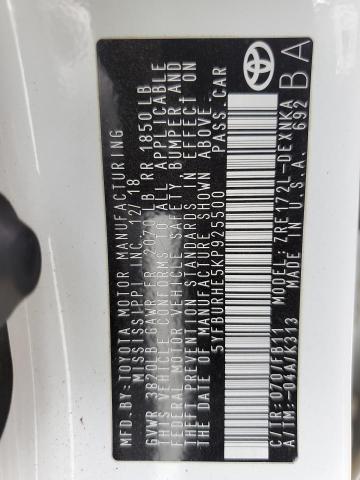 MFD.BY-TOYOTA MOTOR MANUFACTURING
MISSISSIPPI, INC. 12/18
GVWR 3820LB GAWR FR 2070LB RR 1850LB
THIS VEHICLE CONFORMS TO ALL APPLICABLE
FEDERAL MOTOR VEHICLE SAFETY BUMPER, AND
THEFT PREVENTION STANDARDS IN EFFECT ON
THE DATE OF MANUFACTURE SHOWN ABOVE.
5YFBURHE5KP925500 PASS. CAR
C/TR: 070/FB11 MODEL: ZRE172L-DEXNKA
A/TM: -04A/K313 MADE IN U.S.A. 692
BA